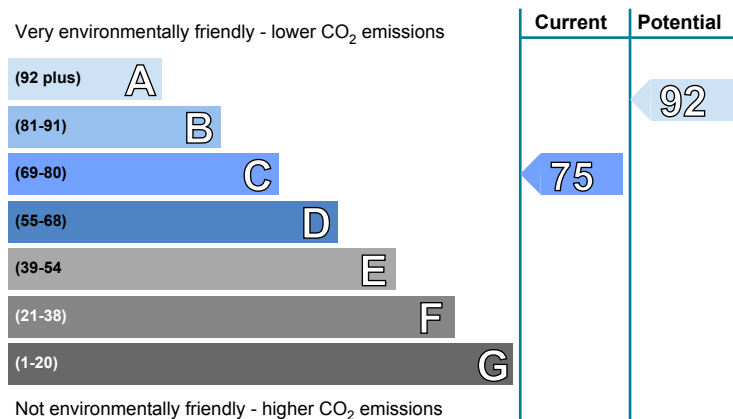 Very environmentally friendly - lower CO2 emissions
Current
Potential
(92 plus) A
92
(81-91) B
(69-80) C
75
(55-68) D
(39-54 E
(21-38) F
(1-20) G
Not environmentally friendly - higher CO2 emissions